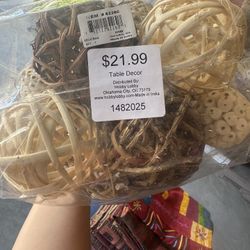 $21.99
Table Decor
Distributed By:
Hobby Lobby
Oklahoma City, OK 73179
www.hobbylobby.com Made in India
1482025